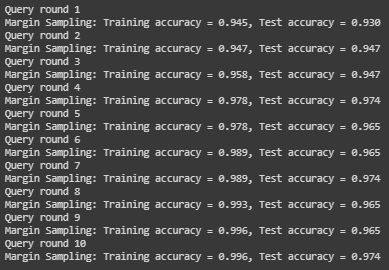 Query round 1
Margin Sampling: Training accuracy = 0.945, Test accuracy = 0.930
Query round 2
Margin Sampling: Training accuracy = 0.947, Test accuracy = 0.947
Query round 3
Margin Sampling: Training accuracy = 0.958, Test accuracy = 0.947
Query round 4
Margin Sampling: Training accuracy = 0.978, Test accuracy = 0.974
Query round 5
Margin Sampling: Training accuracy = 0.978, Test accuracy = 0.965
Query round 6
Margin Sampling: Training accuracy = 0.989, Test accuracy = 0.965
Query round 7
Margin Sampling: Training accuracy = 0.989, Test accuracy = 0.974
Query round 8
Margin Sampling: Training accuracy = 0.993, Test accuracy = 0.965
Query round 9
Margin Sampling: Training accuracy = 0.996, Test accuracy = 0.965
Query round 10
Margin Sampling: Training accuracy = 0.996, Test accuracy = 0.974